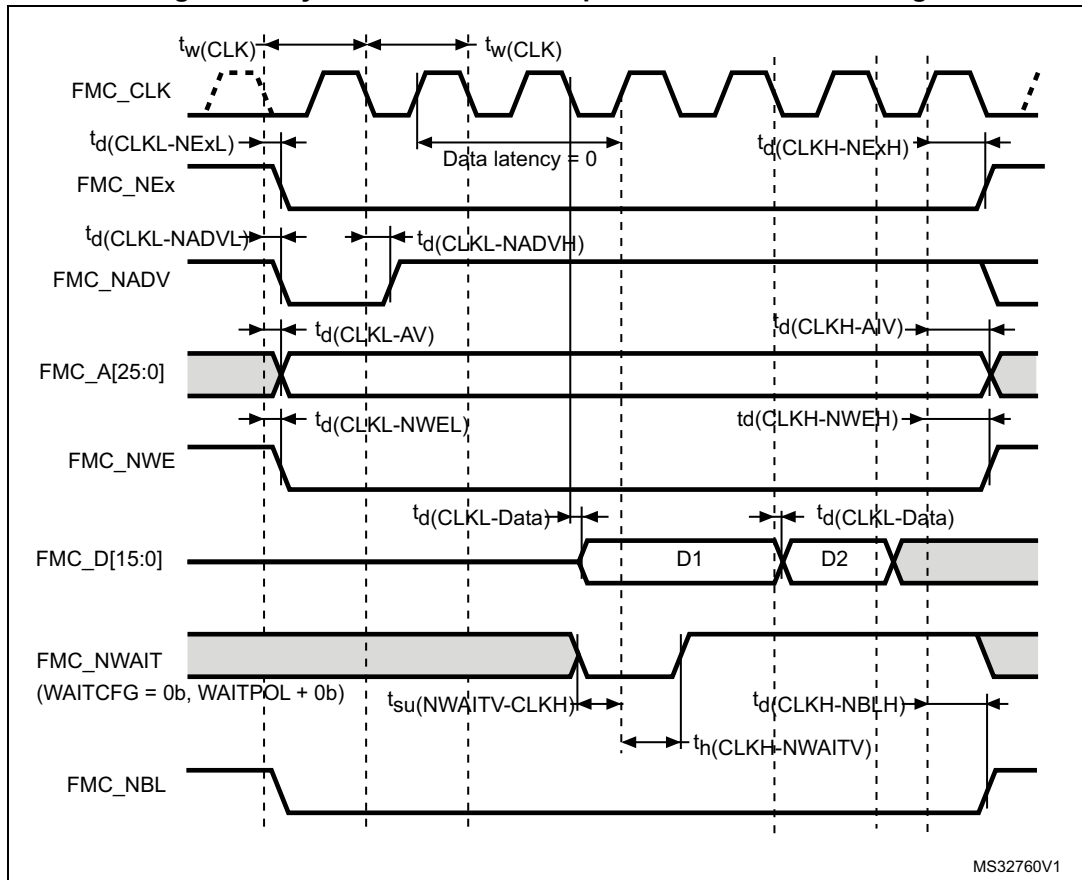 tw(CLK)
tw(CLK)
FMC_CLK
td(CLKL-NExL)
Data latency = 0
td(CLKH-NExH)
FMC_NEx
td(CLKL-NADVL)
td(CLKL-NADVH)
FMC_NADV
td(CLKL-AV)
td(CLKH-AIV)
FMC_A[25:0]
td(CLKL-NWEL)
td(CLKH-NWEH)
FMC_NWE
td(CLKL-Data)
td(CLKL-Data)
FMC_D[15:0]
D1
D2
FMC_NWAIT
(WAITCFG = 0b, WAITPOL + 0b)
tsu(NWAITV-CLKH)
td(CLKH-NBLH)
th(CLKH-NWAITV)
FMC_NBL
MS32760V1